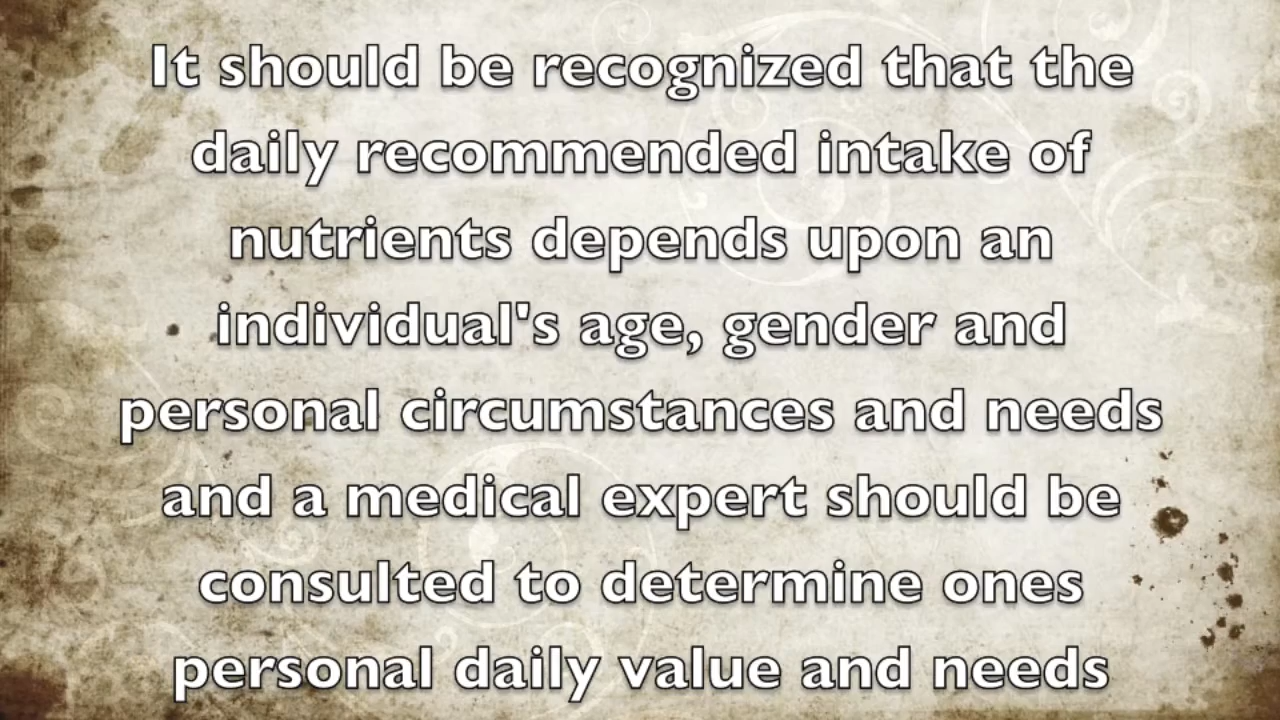 It should be recognized that the
daily recommended intake of
nutrients depends upon an
individual's age, gender and
personal circumstances and needs
and a medical expert should be
consulted to determine ones
personal daily value and needs